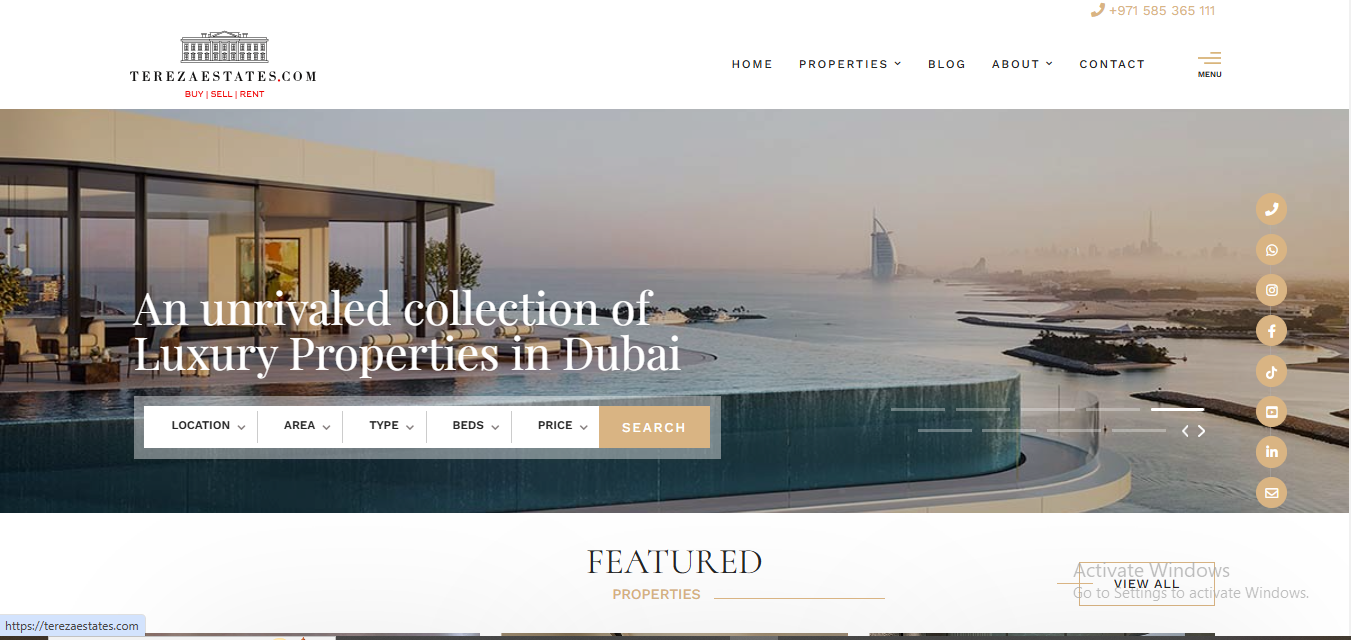 +971 585 365 111
TEREZAESTATES.COM
BUY | SELL | RENT
HOME PROPERTIES BLOG ABOUT CONTACT
MENU
An unrivaled collection of
Luxury Properties in Dubai
LOCATION AREA TYPE BEDS PRICE SEARCH
FEATURED
PROPERTIES
VIEW ALL
Activate Windows
Go to Settings to activate Windows.
https://terezaestates.com